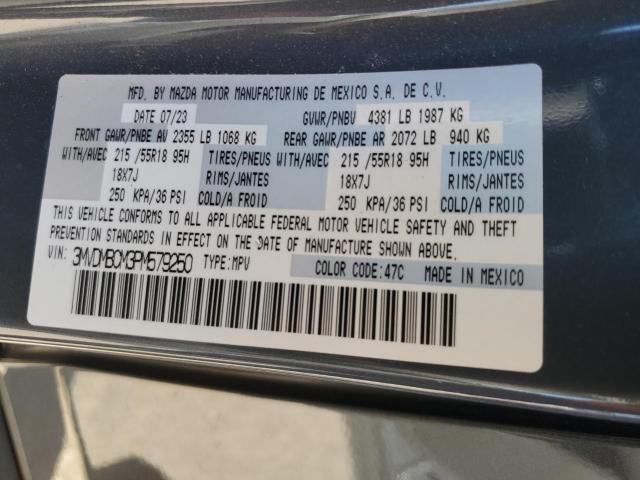 MFD. BY MAZDA MOTOR MANUFACTURING DE MEXICO S.A. DE C.V.
DATE 07/23 GVWR/PNBV 4381 LB 1987 KG
FRONT GAWR/PNBE AV 2355 LB 1068 KG REAR GAWR/PNBE AR 2072 LB 940 KG
WITH/AVEC 215 /55R18 95H TIRES/PNEUS WITH/AVEC 215 /55R18 95H TIRES/PNEUS
18X7J RIMS/JANTES 18X7J RIMS/JANTES
250 KPA/36 PSI COLD/A FROID 250 KPA/36 PSI COLD/A FROID
THIS VEHICLE CONFORMS TO ALL APPLICABLE FEDERAL MOTOR VEHICLE SAFETY AND THEFT
PREVENTION STANDARDS IN EFFECT ON THE DATE OF MANUFACTURE SHOWN ABOVE.
VIN: 3MVDMBCM3PM579250 TYPE:MPV COLOR CODE:47C MADE IN MEXICO